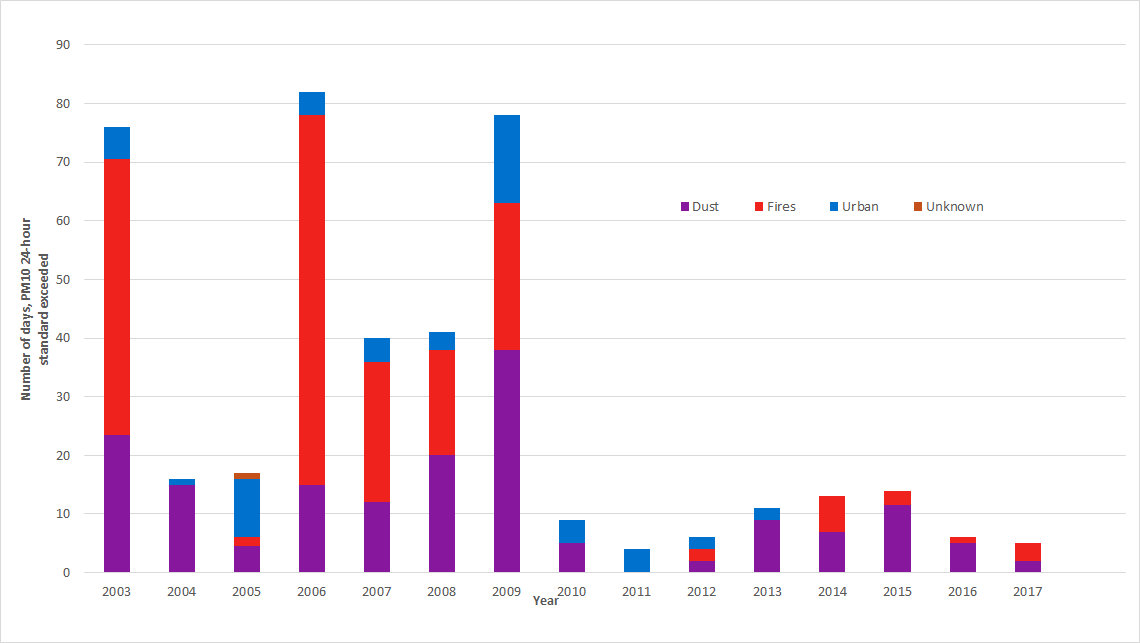 90
80
70
60
50
40
30
20
10
0
Number of days, PM10 24-hour
standard exceeded
Dust Fires Urban Unknown
2003 2004 2005 2006 2007 2008 2009 2010 2011 2012 2013 2014 2015 2016 2017
Year